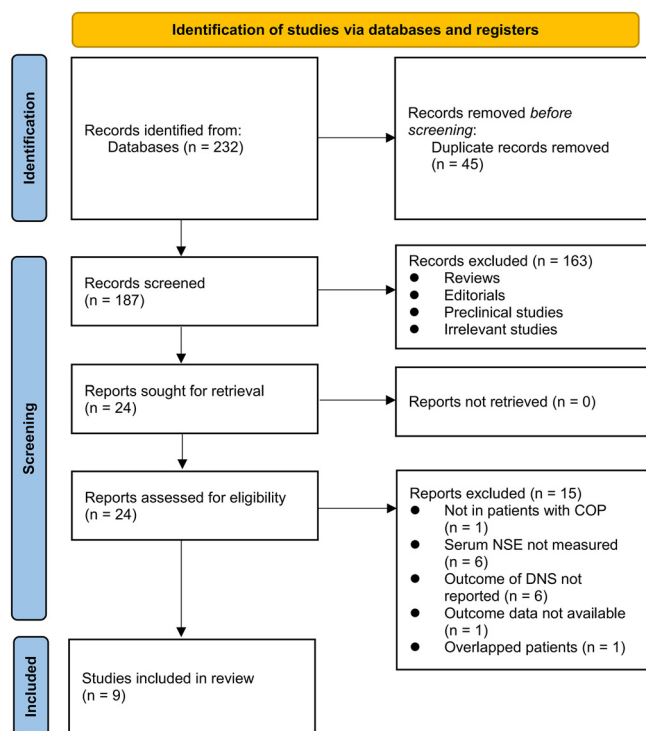 Identification of studies via databases and registers
Identification
Records identified from:
Databases (n = 232)
Records removed before
screening:
Duplicate records removed
(n = 45)
Screening
Records screened
(n = 187)
Records excluded (n = 163)
● Reviews
● Editorials
● Preclinical studies
● Irrelevant studies
Reports sought for retrieval
(n = 24)
Reports not retrieved (n = 0)
Reports assessed for eligibility
(n = 24)
Reports excluded (n = 15)
● Not in patients with COP
(n = 1)
● Serum NSE not measured
(n = 6)
● Outcome of DNS not
reported (n = 6)
● Outcome data not available
(n = 1)
● Overlapped patients (n = 1)
Included
Studies included in review
(n = 9)